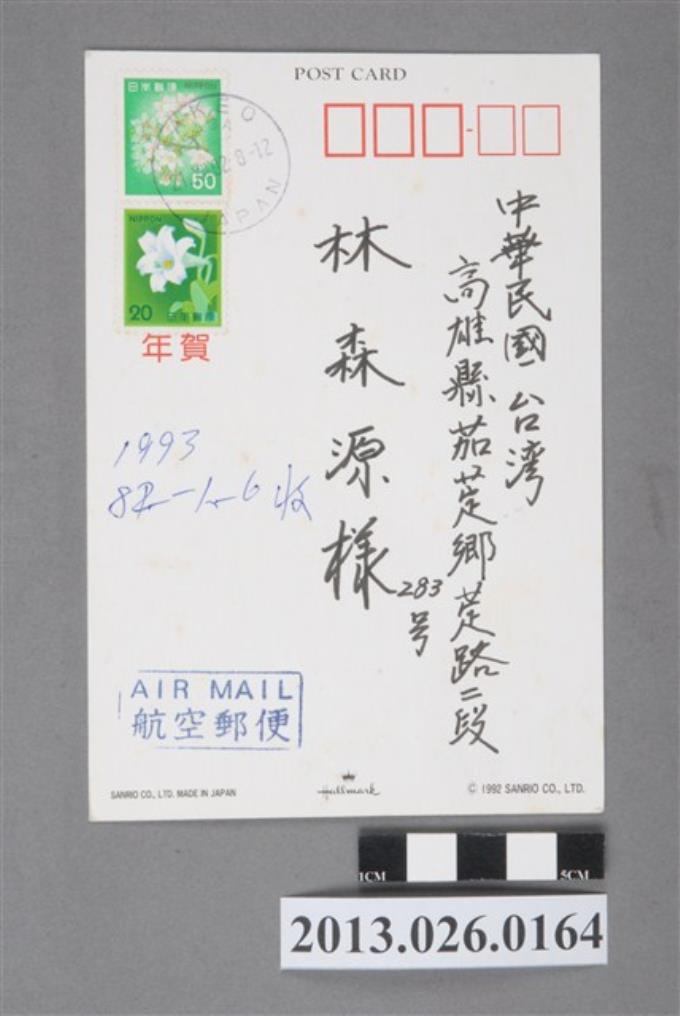 POST CARD
日本郵便 NIPPON
50
NIPPON
20 日本郵便
年賀
8-12
JAPAN
中華民國台湾
高雄縣茄萣鄉萣路二段
283
号
林森源様
1993
82-1-6收
AIR MAIL
航空郵便
SANRIO CO., LTD. MADE IN JAPAN
Hallmark
© 1992 SANRIO CO., LTD.
1CM
5CM
2013.026.0164